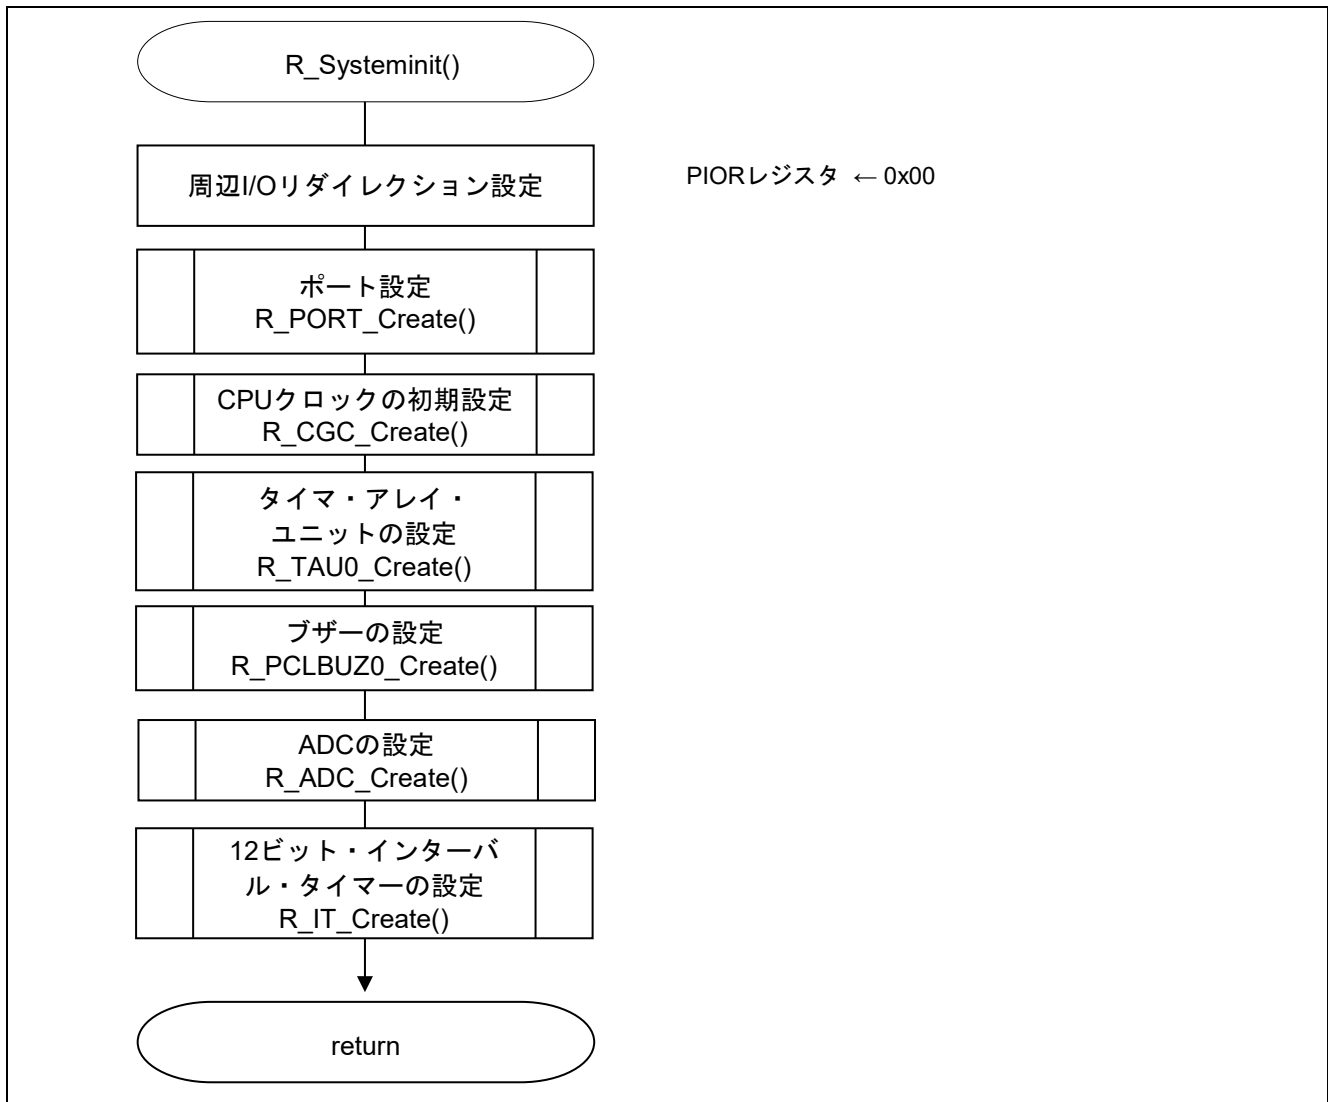 R_Systeminit()
周辺I/Oリダイレクション設定
PIORレジスタ ← 0x00
ポート設定
R_PORT_Create()
CPUクロックの初期設定
R_CGC_Create()
タイマ・アレイ・
ユニットの設定
R_TAU0_Create()
ブザーの設定
R_PCLBUZ0_Create()
ADCの設定
R_ADC_Create()
12ビット・インターバ
ル・タイマーの設定
R_IT_Create()
return